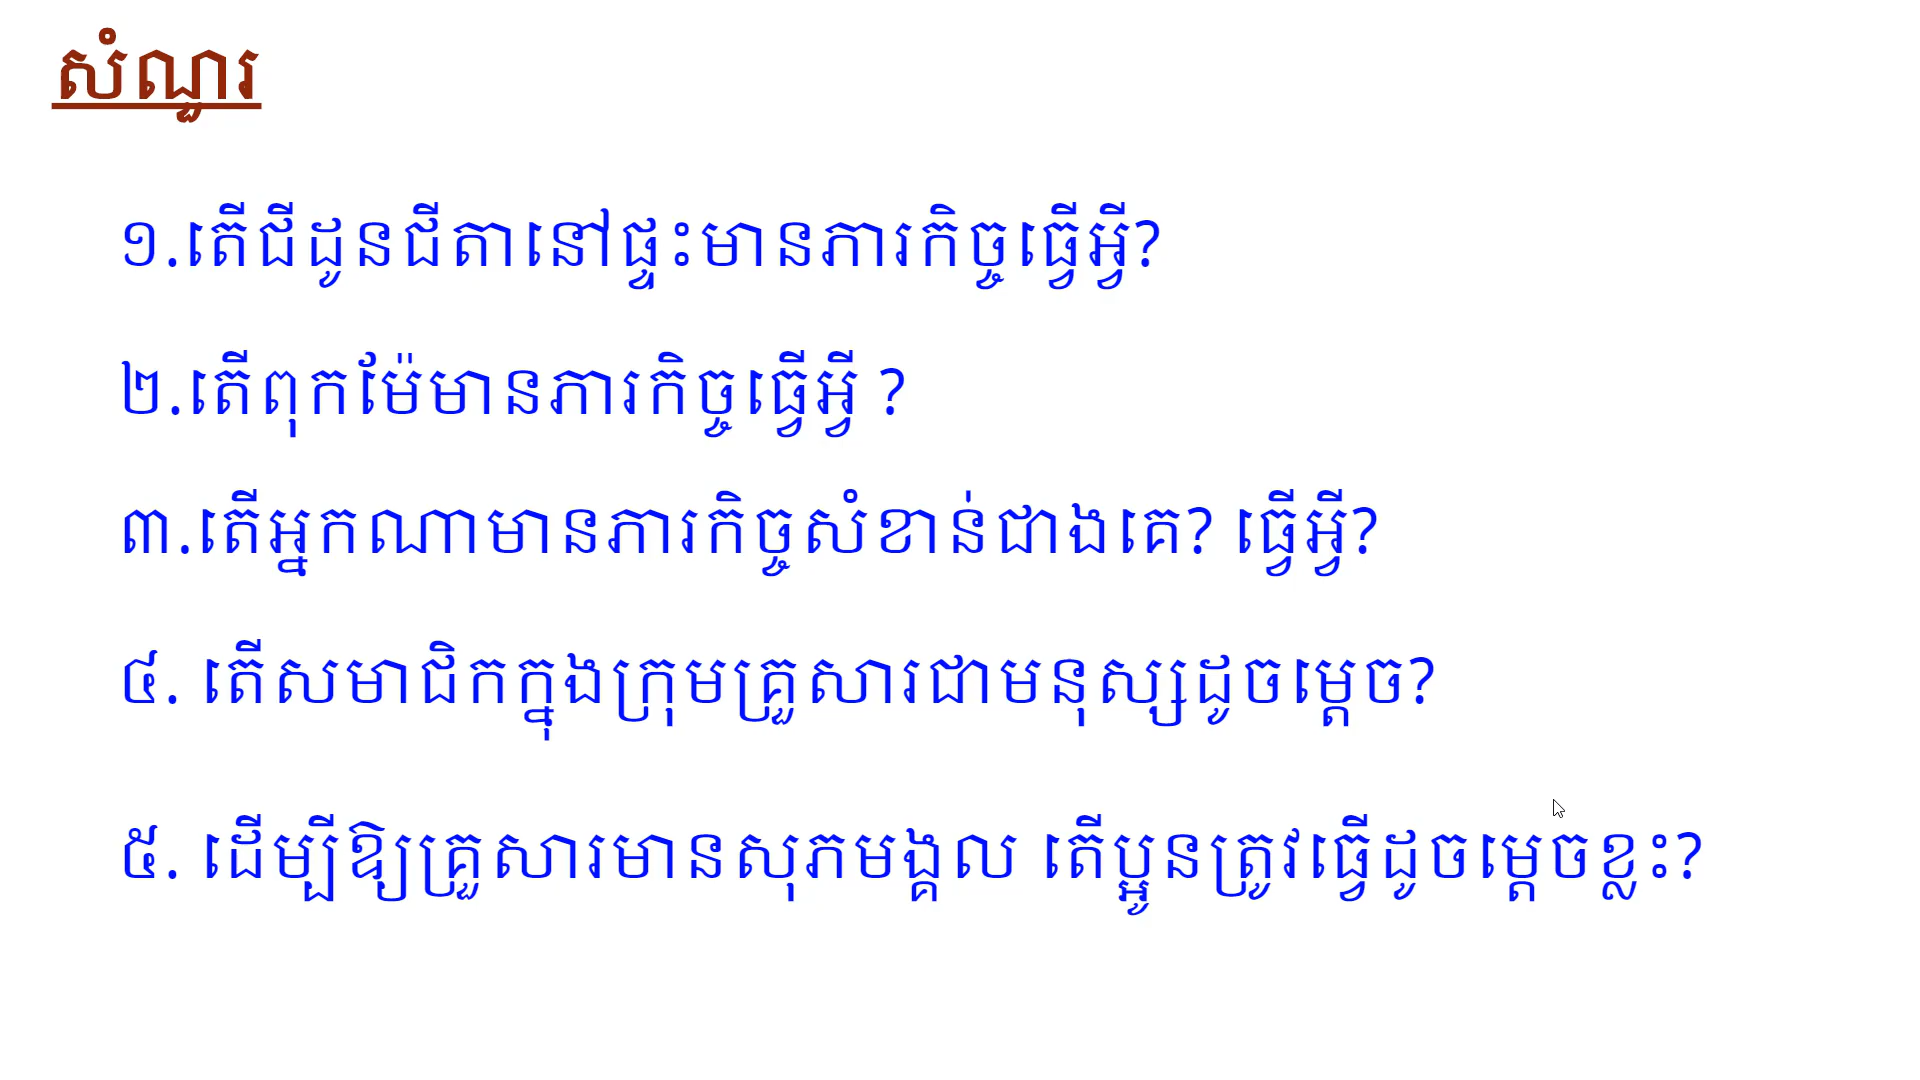 សំណួរ
១.តើជីដូនជីតានៅផ្ទះមានភារកិច្ចធ្វើអ្វី?
២.តើពុកម៉ែមានភារកិច្ចធ្វើអ្វី ?
៣.តើអ្នកណាមានភារកិច្ចសំខាន់ជាងគេ? ធ្វើអ្វី?
៤. តើសមាជិកក្នុងក្រុមគ្រួសារជាមនុស្សដូចម្ដេច?
៥. ដើម្បីឱ្យគ្រួសារមានសុភមង្គល តើប្អូនត្រូវធ្វើដូចម្ដេចខ្លះ?